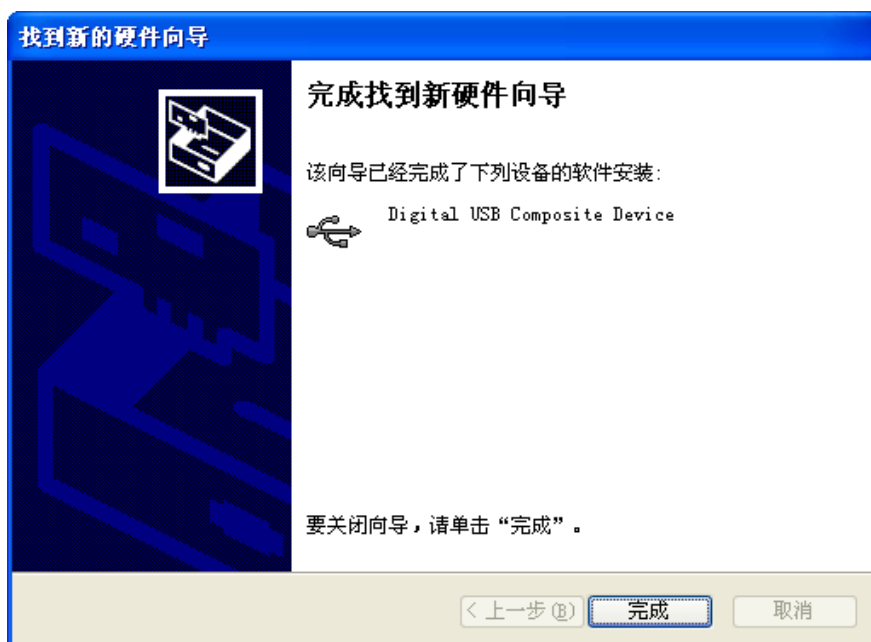 找到新的硬件向导
完成找到新硬件向导
该向导已经完成了下列设备的软件安装:
Digital USB Composite Device
要关闭向导，请单击“完成”。
< 上一步(B)
完成
取消